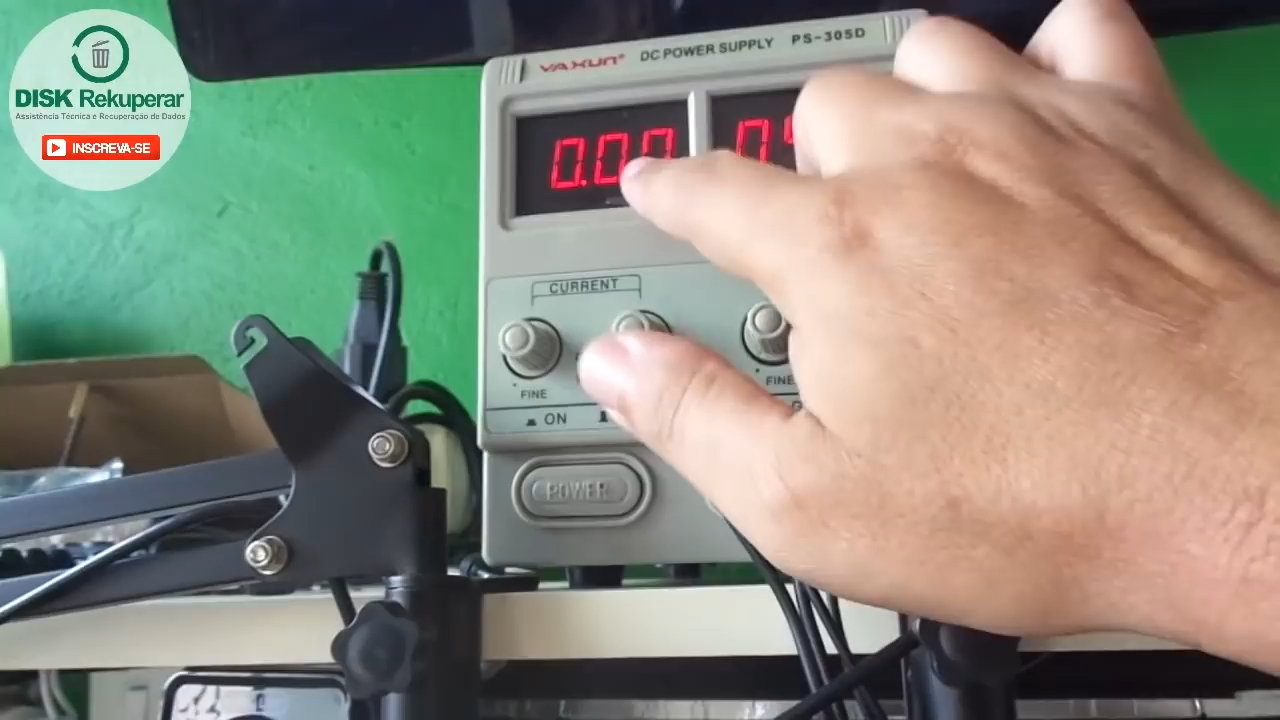 DISK Rekuperar
Assistência Técnica e Recuperação de Dados
INSCREVA-SE
YAXUN® DC POWER SUPPLY PS-305D
0.00
CURRENT
FINE
FINE
ON
POWER